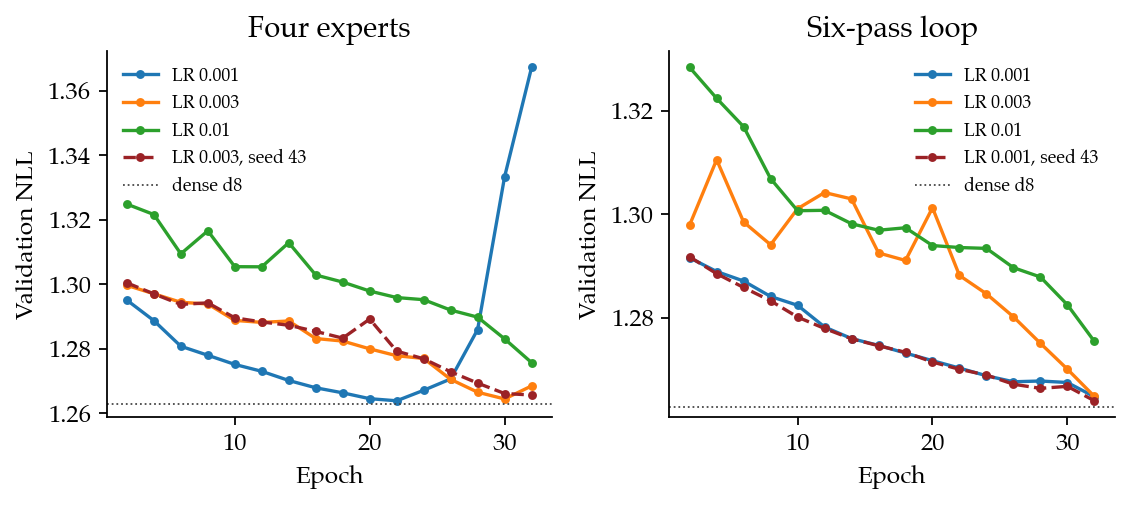 Four experts
Validation NLL
1.36
1.34
1.32
1.30
1.28
1.26
LR 0.001
LR 0.003
LR 0.01
LR 0.003, seed 43
dense d8
10
20
30
Epoch
Six-pass loop
Validation NLL
1.32
1.30
1.28
LR 0.001
LR 0.003
LR 0.01
LR 0.001, seed 43
dense d8
10
20
30
Epoch